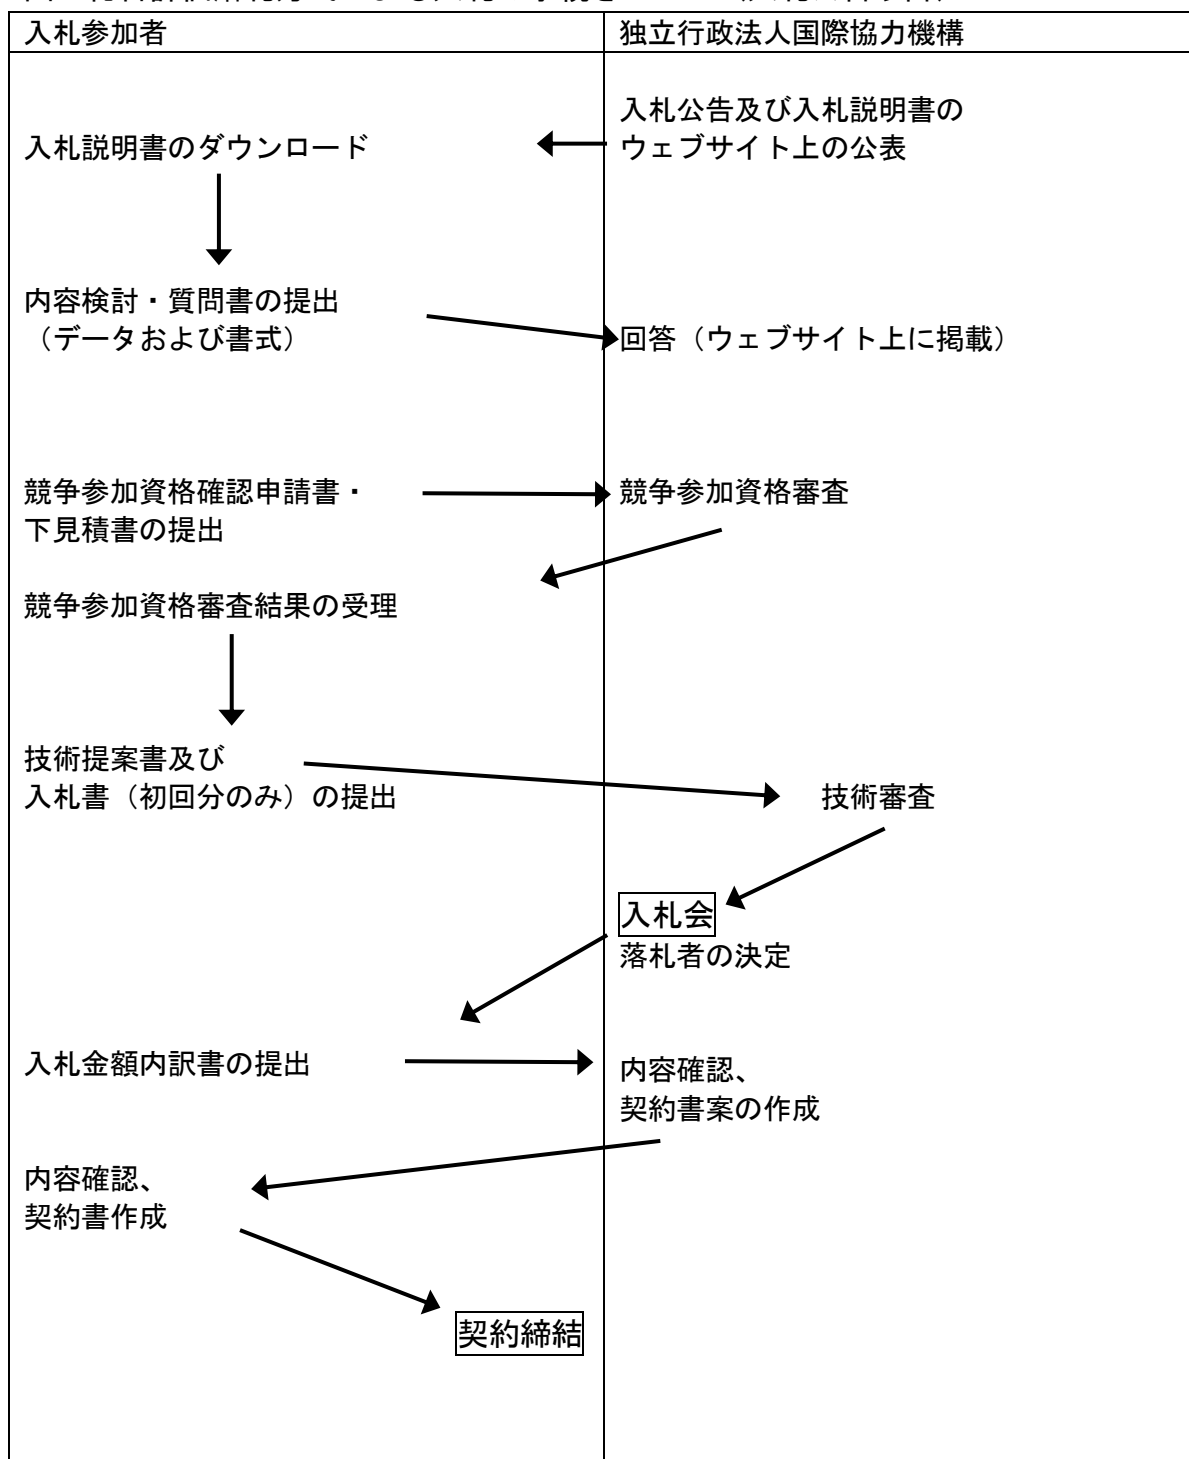 入札参加者
独立行政法人国際協力機構
入札公告及び入札説明書の
ウェブサイト上の公表
入札説明書のダウンロード
内容検討・質問書の提出
（データおよび書式）
回答（ウェブサイト上に掲載）
競争参加資格確認申請書・
下見積書の提出
競争参加資格審査
競争参加資格審査結果の受理
技術提案書及び
入札書（初回分のみ）の提出
技術審査
入札会
落札者の決定
入札金額内訳書の提出
内容確認、
契約書案の作成
内容確認、
契約書作成
契約締結